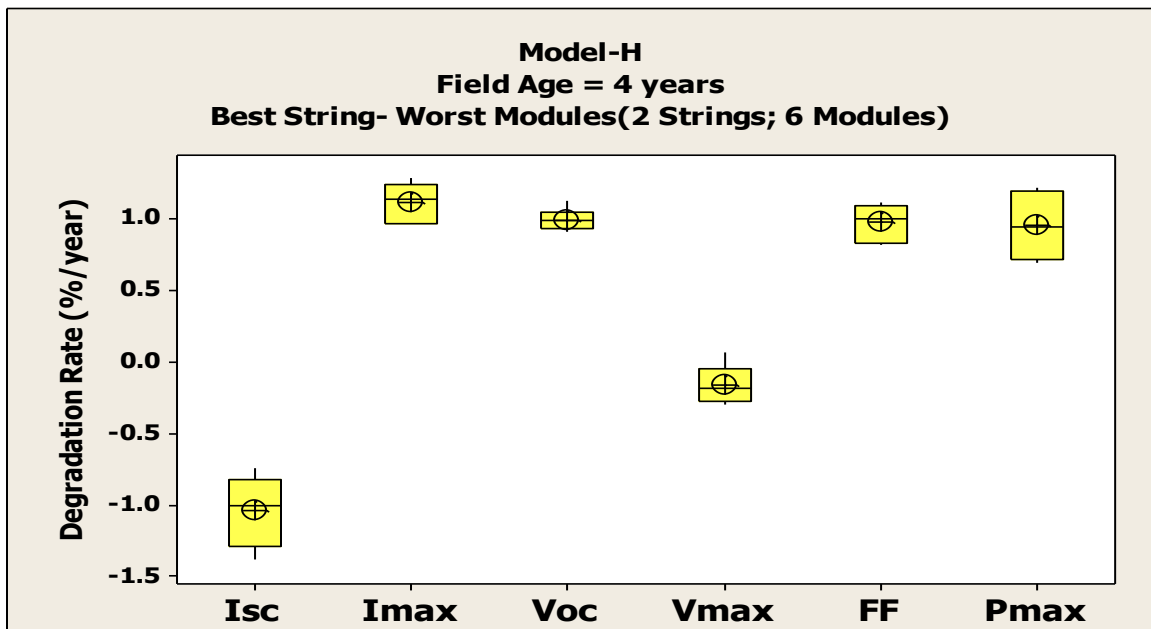 Model-H
Field Age = 4 years
Best String- Worst Modules(2 Strings; 6 Modules)
Degradation Rate (%/year)
1.0
0.5
0.0
-0.5
-1.0
-1.5
Isc Imax Voc Vmax FF Pmax